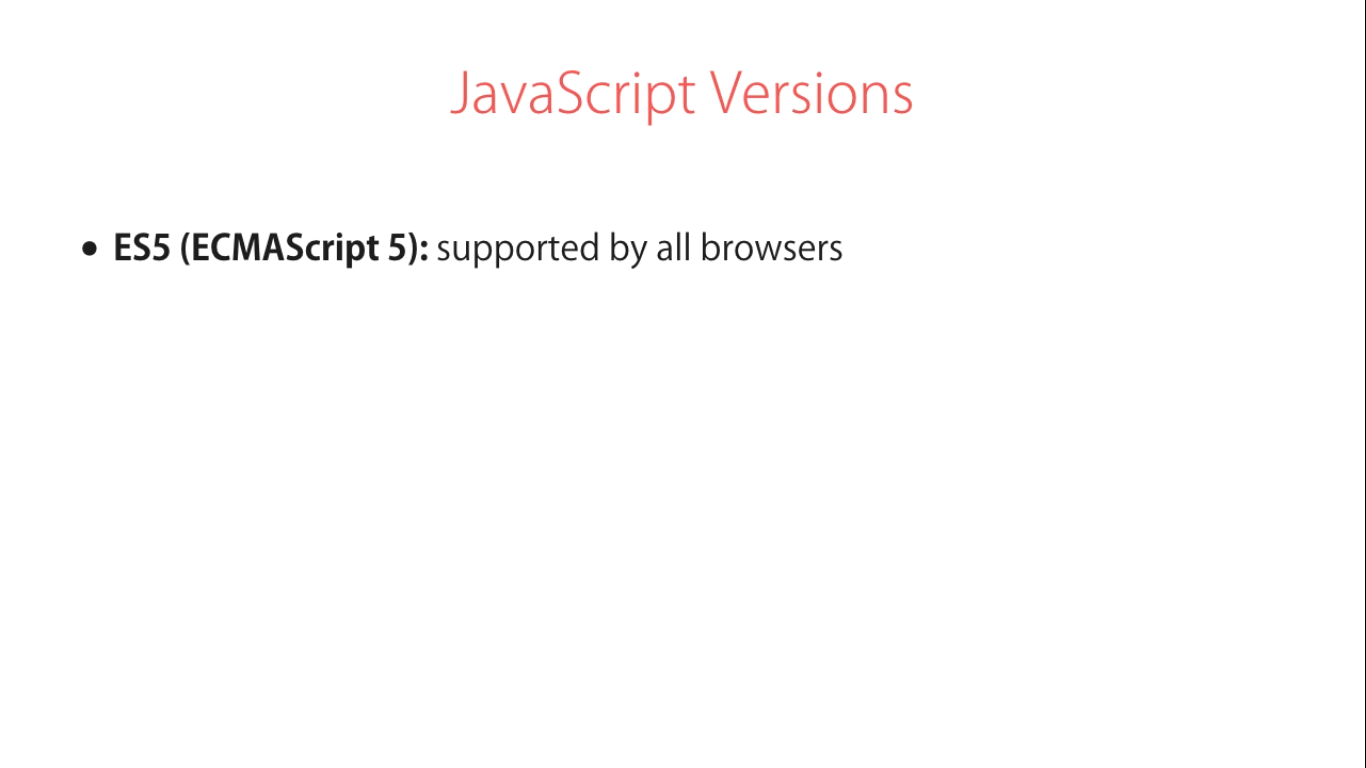 JavaScript Versions
• ES5 (ECMAScript 5): supported by all browsers